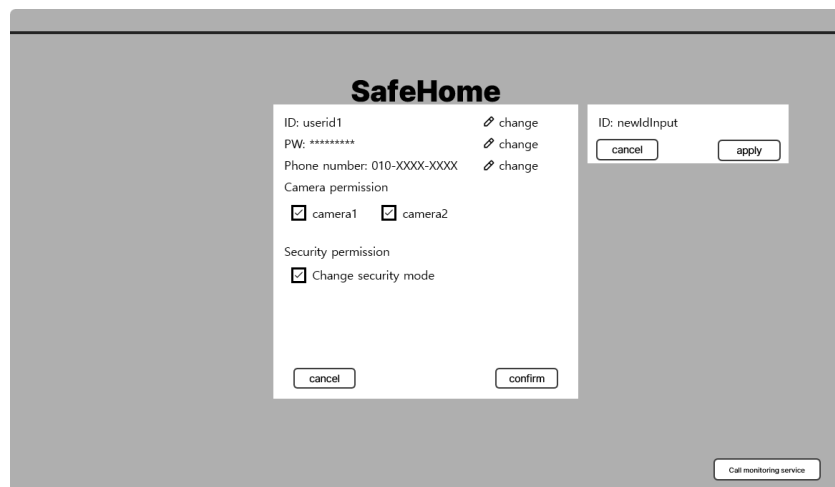 SafeHome
ID: userid1 change
PW: ********* change
Phone number: 010-XXXX-XXXX change
Camera permission
camera1 camera2
Security permission
Change security mode
cancel confirm
ID: newIdInput
cancel apply
Call monitoring service